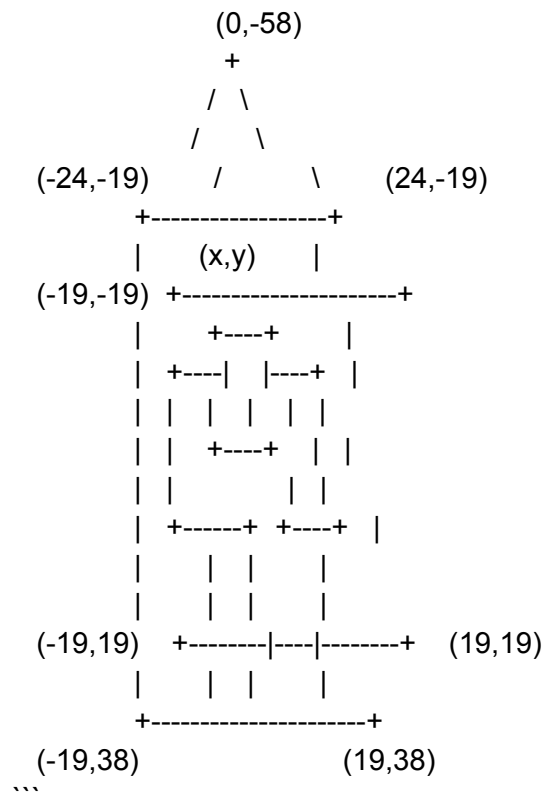 (0,-58)
+
/ \
/ \
(-24,-19) / \ (24,-19)
+------------------+
| (x,y) |
(-19,-19) +----------------------+
| +----+ |
| +----| |----+ |
| | | | | | |
| | +----+ | |
| | | |
| +------+ +----+ |
| | | |
| | | |
(-19,19) +--------|----|--------+ (19,19)
| | | |
+----------------------+
(-19,38) (19,38)
```